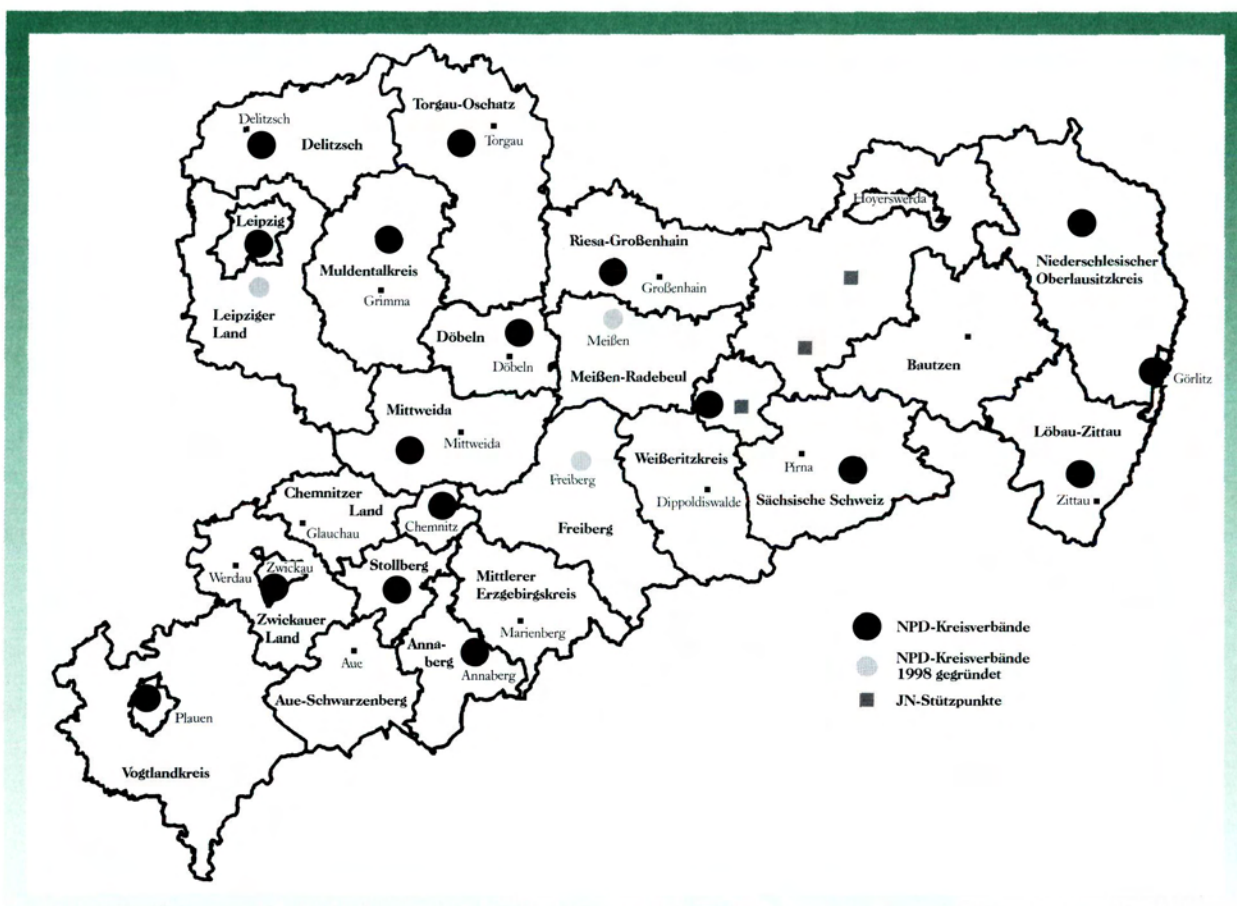 Delitzsch
Delitzsch
Torgau-Oschatz
Torgau
Leipzig
Leipziger
Land
Muldentalkreis
Grimma
Riesa-Großenhain
Großenhain
Hoyerswerda
Niederschlesischer
Oberlausitzkreis
Döbeln
Döbeln
Meißen
Meißen-Radebeul
Bautzen
Görlitz
Mittweida
Mittweida
Löbau-Zittau
Zittau
Freiberg
Freiberg
Weißeritzkreis
Dippoldiswalde
Pirna
Sächsische Schweiz
Chemnitzer
Land
Glauchau
Chemnitz
Werdau
Zwickau
Zwickauer
Land
Stollberg
Mittlerer
Erzgebirgskreis
Marienberg
Anna-
berg
Annaberg
Aue
Aue-Schwarzenberg
Plauen
Vogtlandkreis
NPD-Kreisverbände
NPD-Kreisverbände
1998 gegründet
JN-Stützpunkte